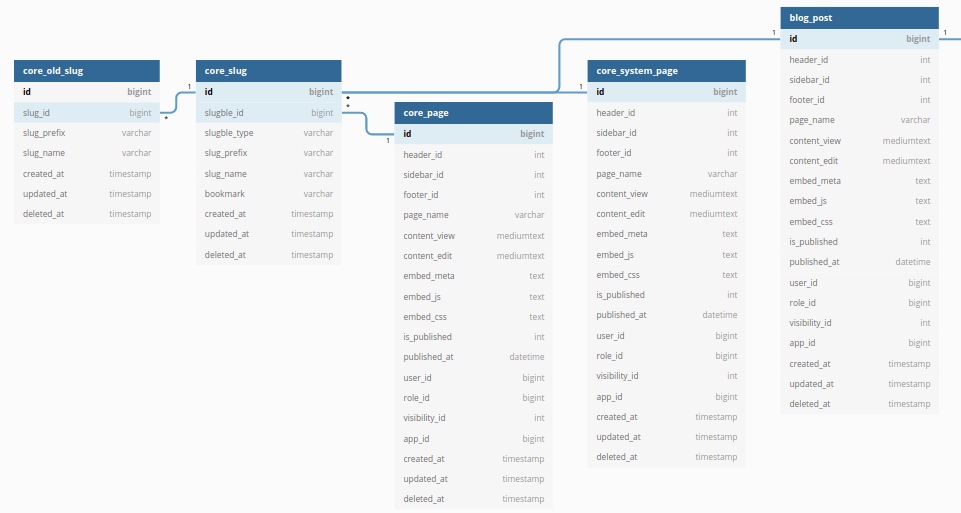 core_old_slug
id bigint
slug_id bigint
slug_prefix varchar
slug_name varchar
created_at timestamp
updated_at timestamp
deleted_at timestamp
1
*
core_slug
id bigint
slugble_id bigint
slugble_type varchar
slug_prefix varchar
slug_name varchar
bookmark varchar
created_at timestamp
updated_at timestamp
deleted_at timestamp
*
*
1
core_page
id bigint
header_id int
sidebar_id int
footer_id int
page_name varchar
content_view mediumtext
content_edit mediumtext
embed_meta text
embed_js text
embed_css text
is_published int
published_at datetime
user_id bigint
role_id bigint
visibility_id int
app_id bigint
created_at timestamp
updated_at timestamp
deleted_at timestamp
1
core_system_page
id bigint
header_id int
sidebar_id int
footer_id int
page_name varchar
content_view mediumtext
content_edit mediumtext
embed_meta text
embed_js text
embed_css text
is_published int
published_at datetime
user_id bigint
role_id bigint
visibility_id int
app_id bigint
created_at timestamp
updated_at timestamp
deleted_at timestamp
1
blog_post
id bigint
header_id int
sidebar_id int
footer_id int
page_name varchar
content_view mediumtext
content_edit mediumtext
embed_meta text
embed_js text
embed_css text
is_published int
published_at datetime
user_id bigint
role_id bigint
visibility_id int
app_id bigint
created_at timestamp
updated_at timestamp
deleted_at timestamp
1